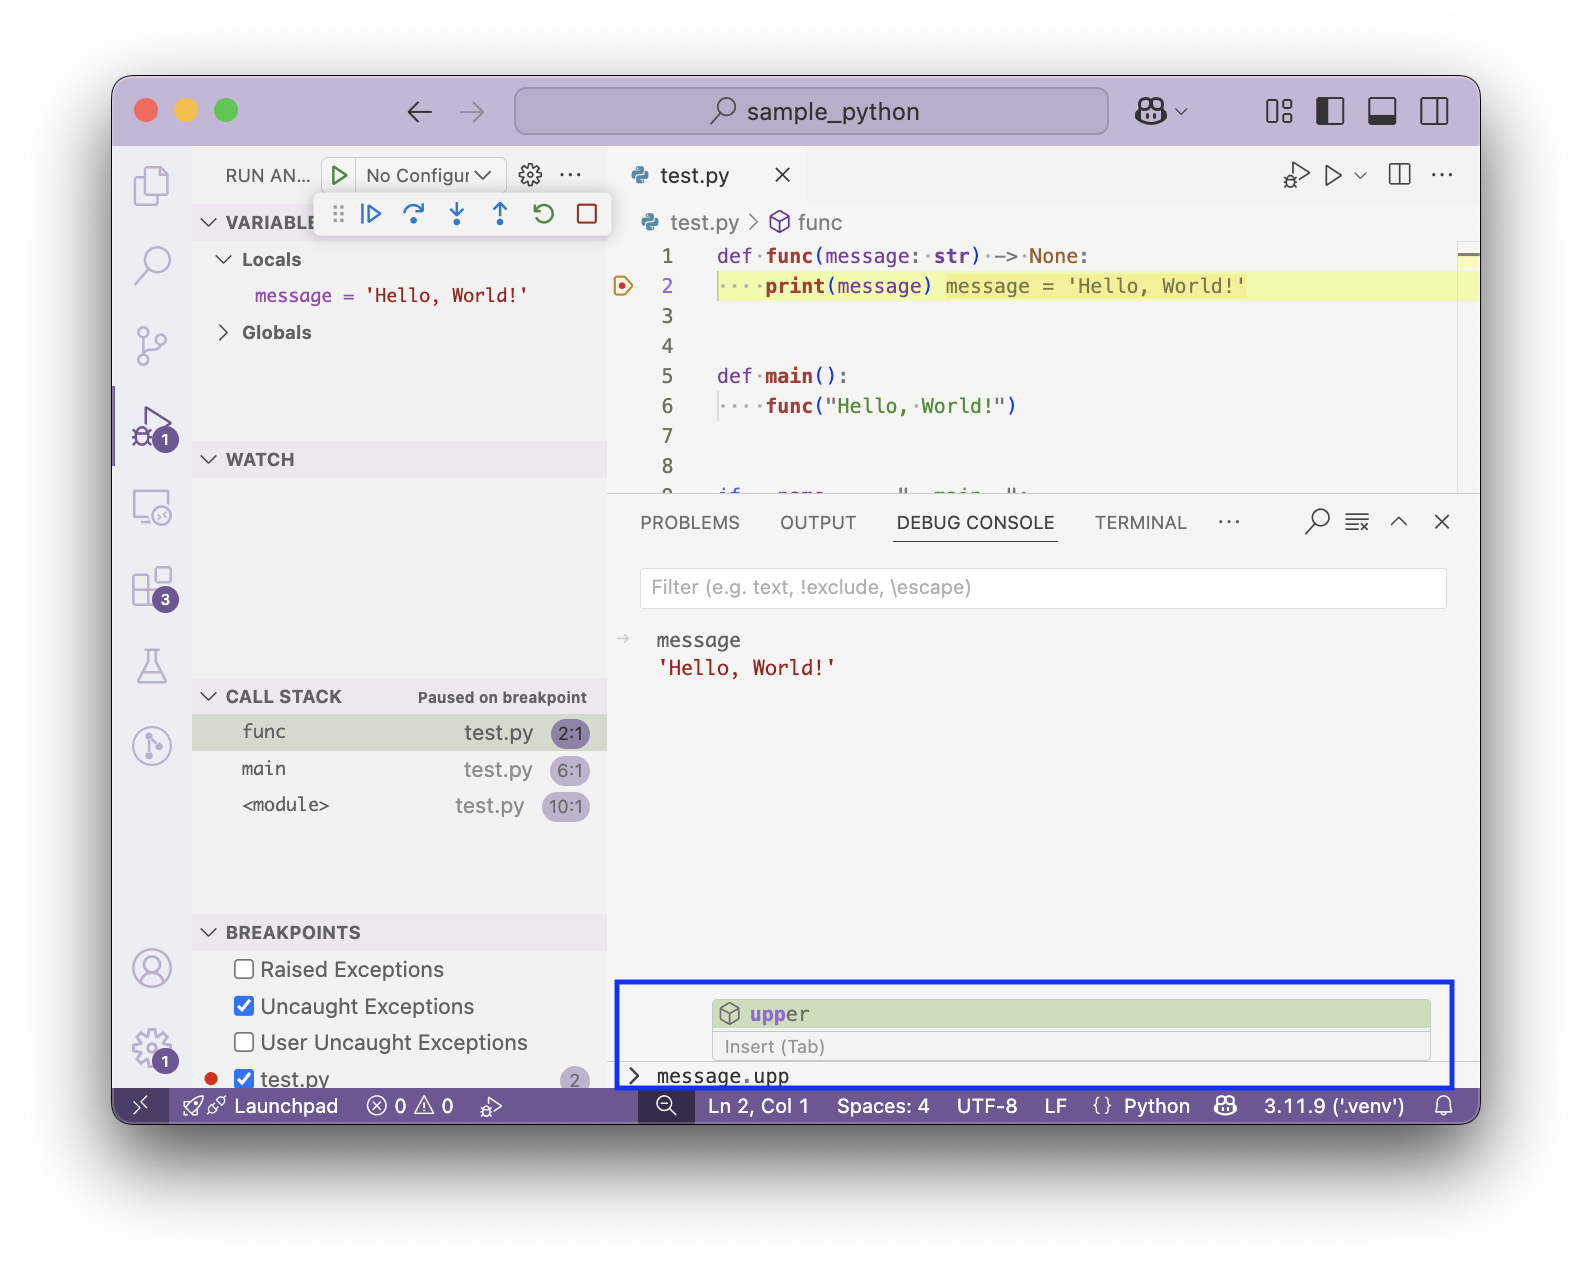 sample_python
RUN AN...
No Configur
test.py
VARIABLE
Locals
message = 'Hello, World!'
Globals
WATCH
CALL STACK
Paused on breakpoint
func test.py 2:1
main test.py 6:1
<module> test.py 10:1
BREAKPOINTS
Raised Exceptions
Uncaught Exceptions
User Uncaught Exceptions
test.py 2
1
3
1
test.py > func
1 def func(message: str) -> None:
2 ····print(message) message = 'Hello, World!'
3
4
5 def main():
6 ····func("Hello, World!")
7
8
PROBLEMS OUTPUT DEBUG CONSOLE TERMINAL ···
Filter (e.g. text, !exclude, \escape)
message
'Hello, World!'
upper
Insert (Tab)
message.upp
Launchpad 0 0 Ln 2, Col 1 Spaces: 4 UTF-8 LF {} Python 3.11.9 ('.venv')